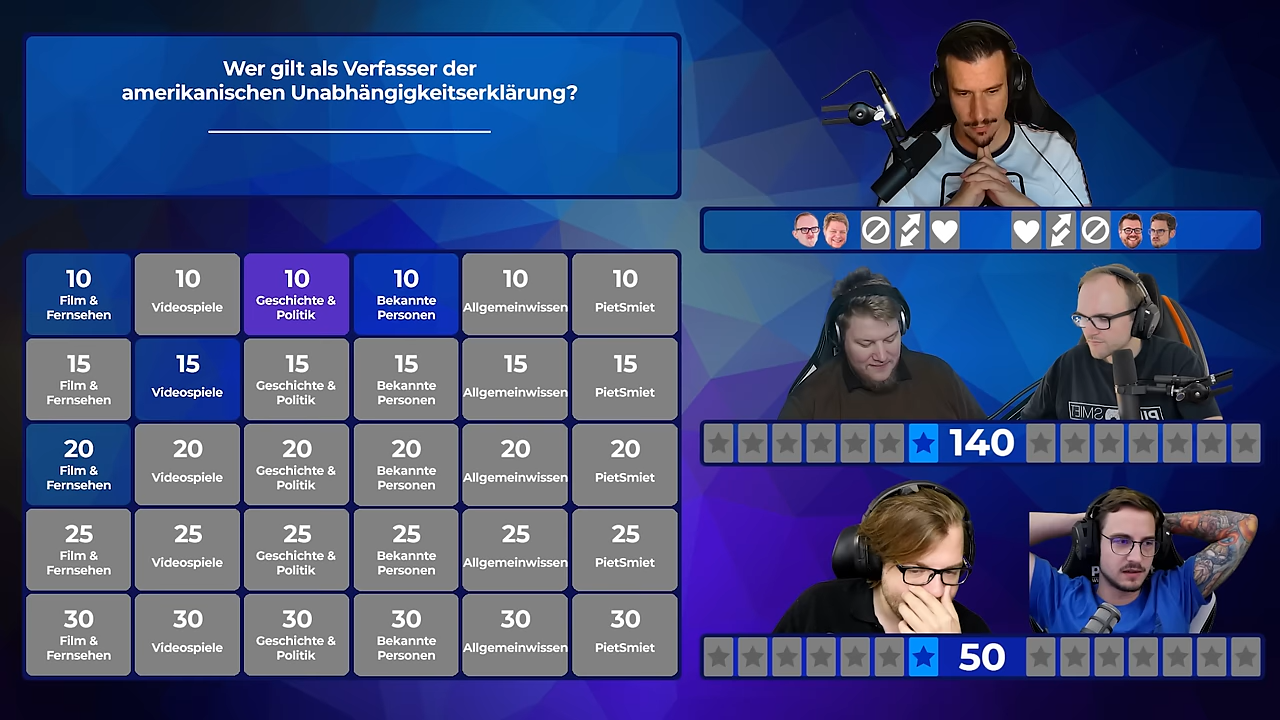 Wer gilt als Verfasser der
amerikanischen Unabhängigkeitserklärung?
10
Film &
Fernsehen
10
Videospiele
10
Geschichte &
Politik
10
Bekannte
Personen
10
Allgemeinwissen
10
PietSmiet
15
Film &
Fernsehen
15
Videospiele
15
Geschichte &
Politik
15
Bekannte
Personen
15
Allgemeinwissen
15
PietSmiet
20
Film &
Fernsehen
20
Videospiele
20
Geschichte &
Politik
20
Bekannte
Personen
20
Allgemeinwissen
20
PietSmiet
25
Film &
Fernsehen
25
Videospiele
25
Geschichte &
Politik
25
Bekannte
Personen
25
Allgemeinwissen
25
PietSmiet
30
Film &
Fernsehen
30
Videospiele
30
Geschichte &
Politik
30
Bekannte
Personen
30
Allgemeinwissen
30
PietSmiet
140
50